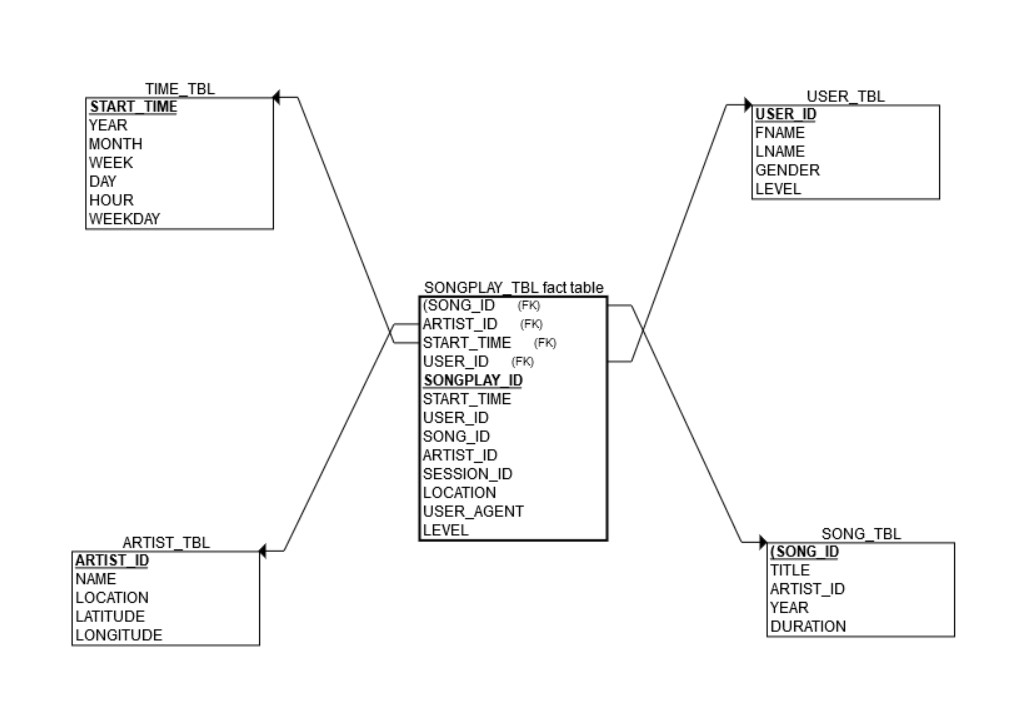 TIME_TBL
START_TIME
YEAR
MONTH
WEEK
DAY
HOUR
WEEKDAY
USER_TBL
USER_ID
FNAME
LNAME
GENDER
LEVEL
SONGPLAY_TBL fact table
(SONG_ID (FK)
ARTIST_ID (FK)
START_TIME (FK)
USER_ID (FK)
SONGPLAY_ID
START_TIME
USER_ID
SONG_ID
ARTIST_ID
SESSION_ID
LOCATION
USER_AGENT
LEVEL
ARTIST_TBL
ARTIST_ID
NAME
LOCATION
LATITUDE
LONGITUDE
SONG_TBL
(SONG_ID
TITLE
ARTIST_ID
YEAR
DURATION